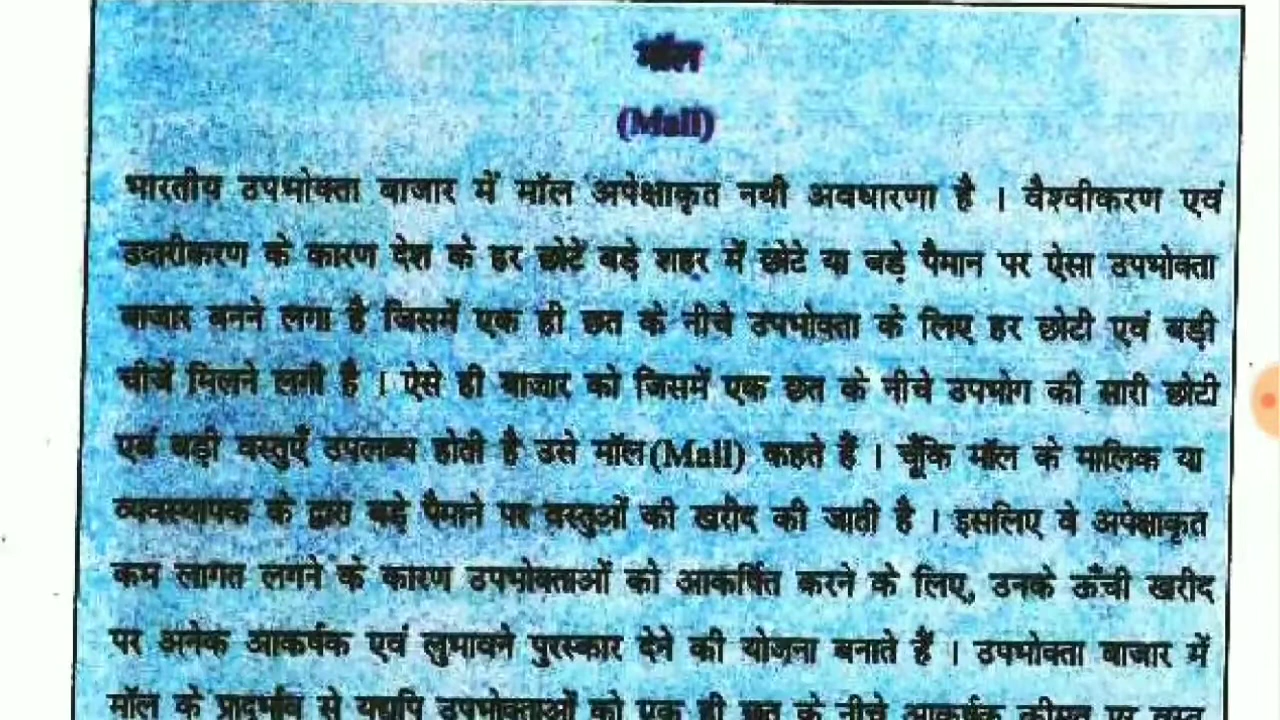 मॉल
(Mall)
भारतीय उपभोक्ता बाजार में मॉल अपेक्षाकृत नयी अवधारणा है । वैश्वीकरण एवं
उदारीकरण के कारण देश के हर छोटें बड़े शहर में छोटे या बड़े पैमान पर ऐसा उपभोक्ता
बाजार बनने लगा है जिसमें एक ही छत के नीचे उपभोक्ता के लिए हर छोटी एवं बड़ी
चीजें मिलने लगी है । ऐसे ही बाजार को जिसमें एक छत के नीचे उपभोग की सारी छोटी
एवं बड़ी वस्तुएँ उपलब्ध होती है उसे मॉल(Mall) कहते हैं । चूँकि मॉल के मालिक या
व्यवस्थापक के द्वारा बड़े पैमाने पर वस्तुओं की खरीद की जाती है । इसलिए वे अपेक्षाकृत
कम लागत लगने के कारण उपभोक्ताओं को आकर्षित करने के लिए, उनके ऊँची खरीद
पर अनेक आकर्षक एवं लुभावने पुरस्कार देने की योजना बनाते हैं । उपभोक्ता बाजार में
मॉल के प्रादुर्भाव से यद्यपि उपभोक्ताओं को एक ही छत के नीचे आकर्षक कीमत पर